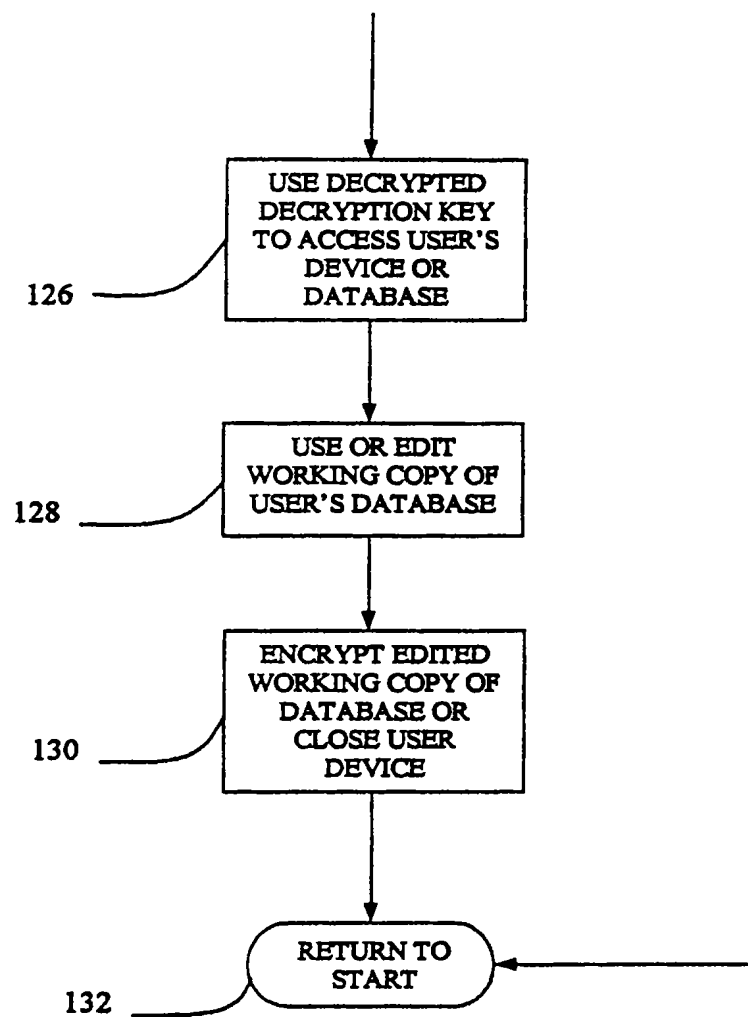 USE DECRYPTED
DECRYPTION KEY
TO ACCESS USER'S
DEVICE OR
DATABASE
126
USE OR EDIT
WORKING COPY OF
USER'S DATABASE
128
ENCRYPT EDITED
WORKING COPY OF
DATABASE OR
CLOSE USER
DEVICE
130
RETURN TO
START
132